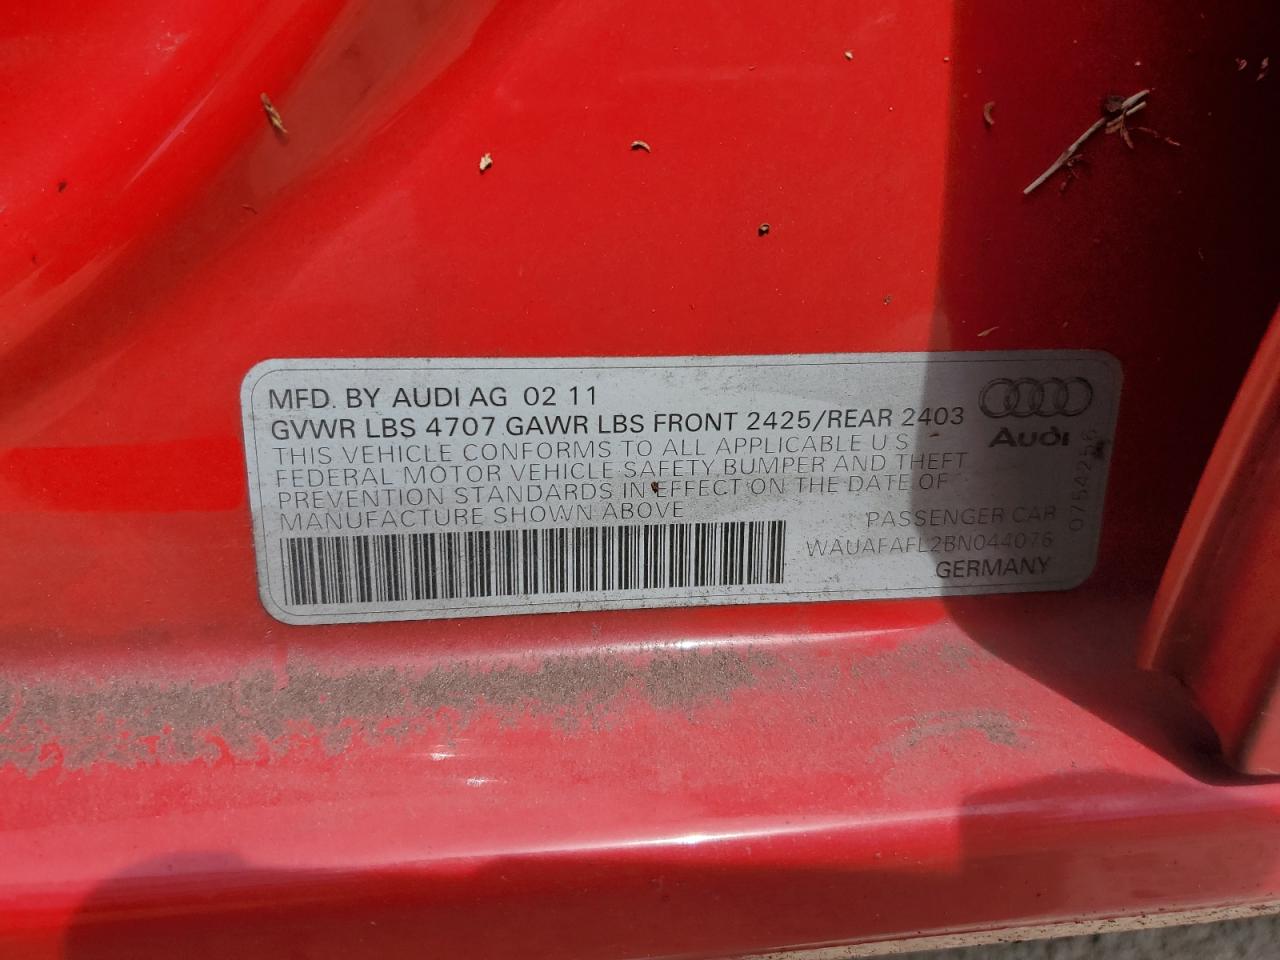 MFD. BY AUDI AG 02 11
GVWR LBS 4707 GAWR LBS FRONT 2425/REAR 2403
THIS VEHICLE CONFORMS TO ALL APPLICABLE U S
FEDERAL MOTOR VEHICLE SAFETY, BUMPER AND THEFT
PREVENTION STANDARDS IN EFFECT ON THE DATE OF
MANUFACTURE SHOWN ABOVE
Audi
PASSENGER CAR
WAUAFAFL2BN044076
GERMANY
0754256